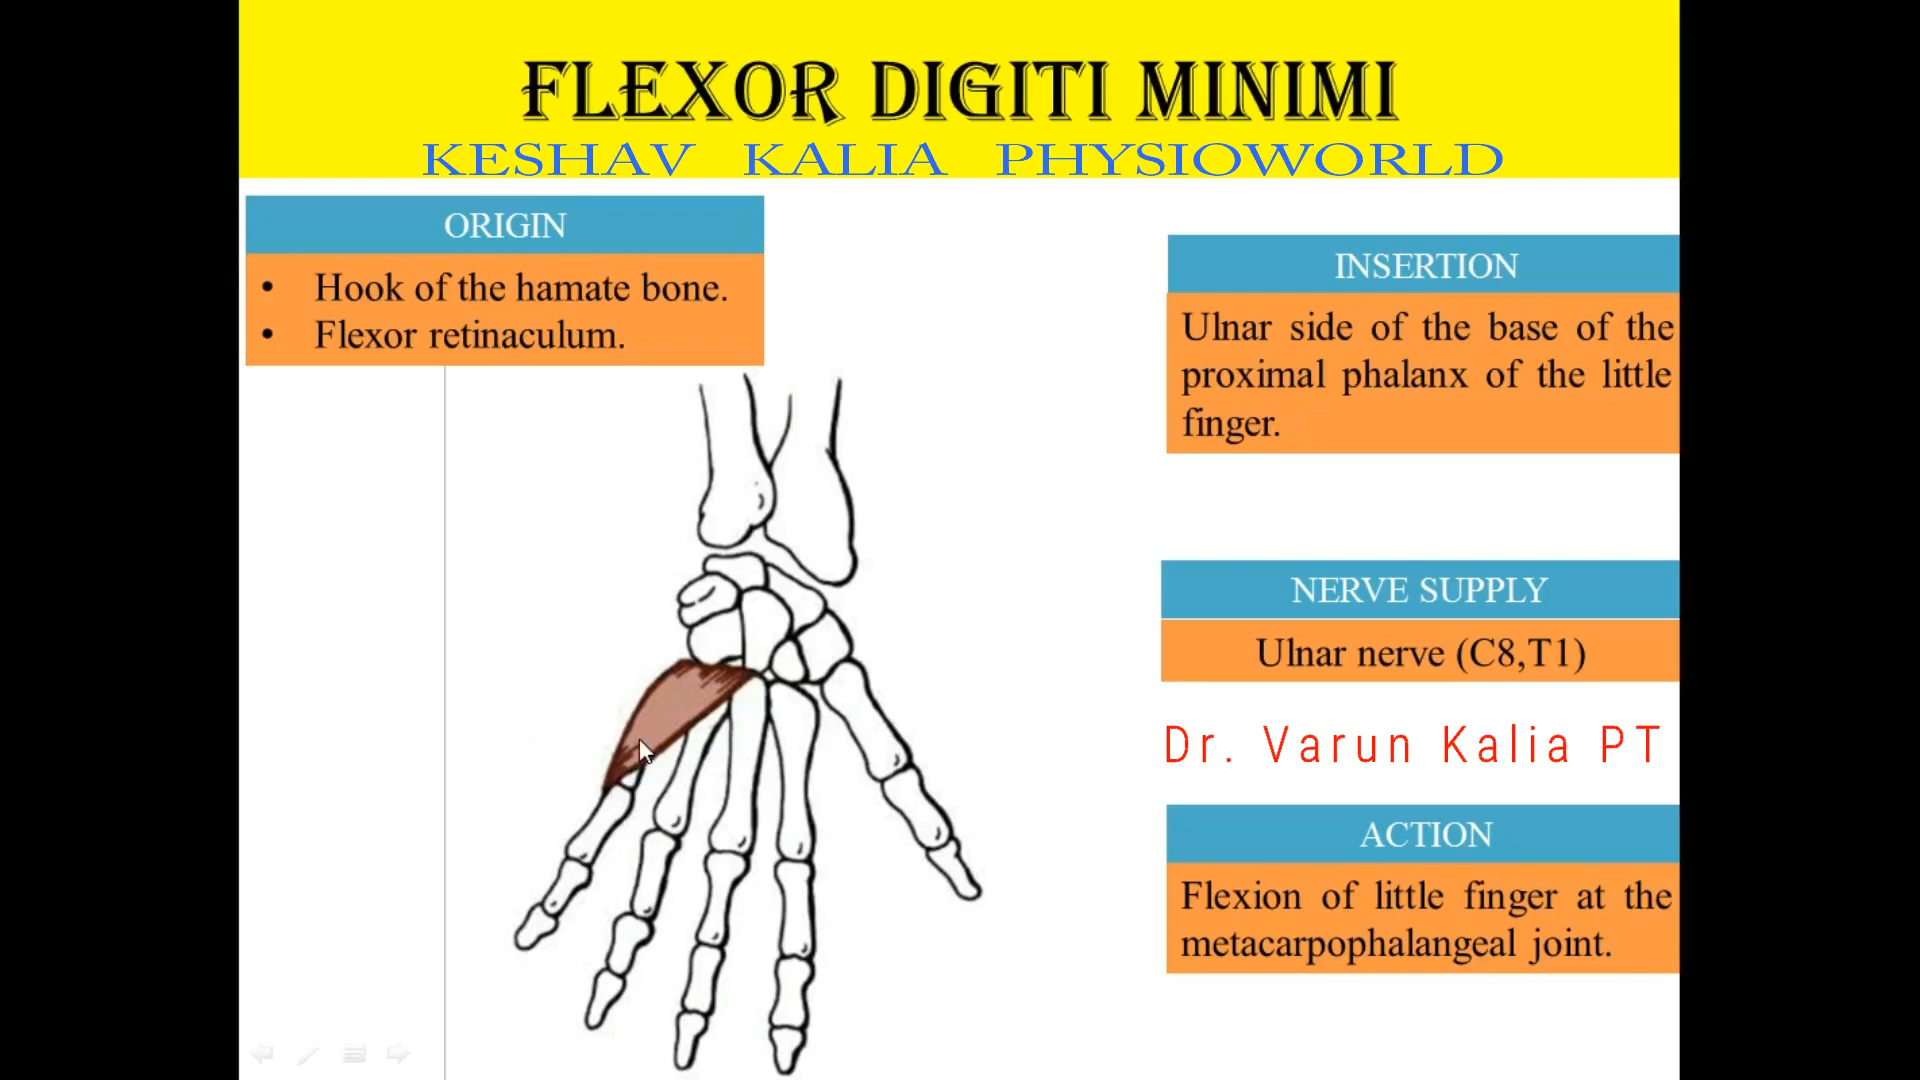 FLEXOR DIGITI MINIMI
KESHAV KALIA PHYSIOWORLD
ORIGIN
• Hook of the hamate bone.
• Flexor retinaculum.
INSERTION
Ulnar side of the base of the
proximal phalanx of the little
finger.
NERVE SUPPLY
Ulnar nerve (C8,T1)
Dr. Varun Kalia PT
ACTION
Flexion of little finger at the
metacarpophalangeal joint.